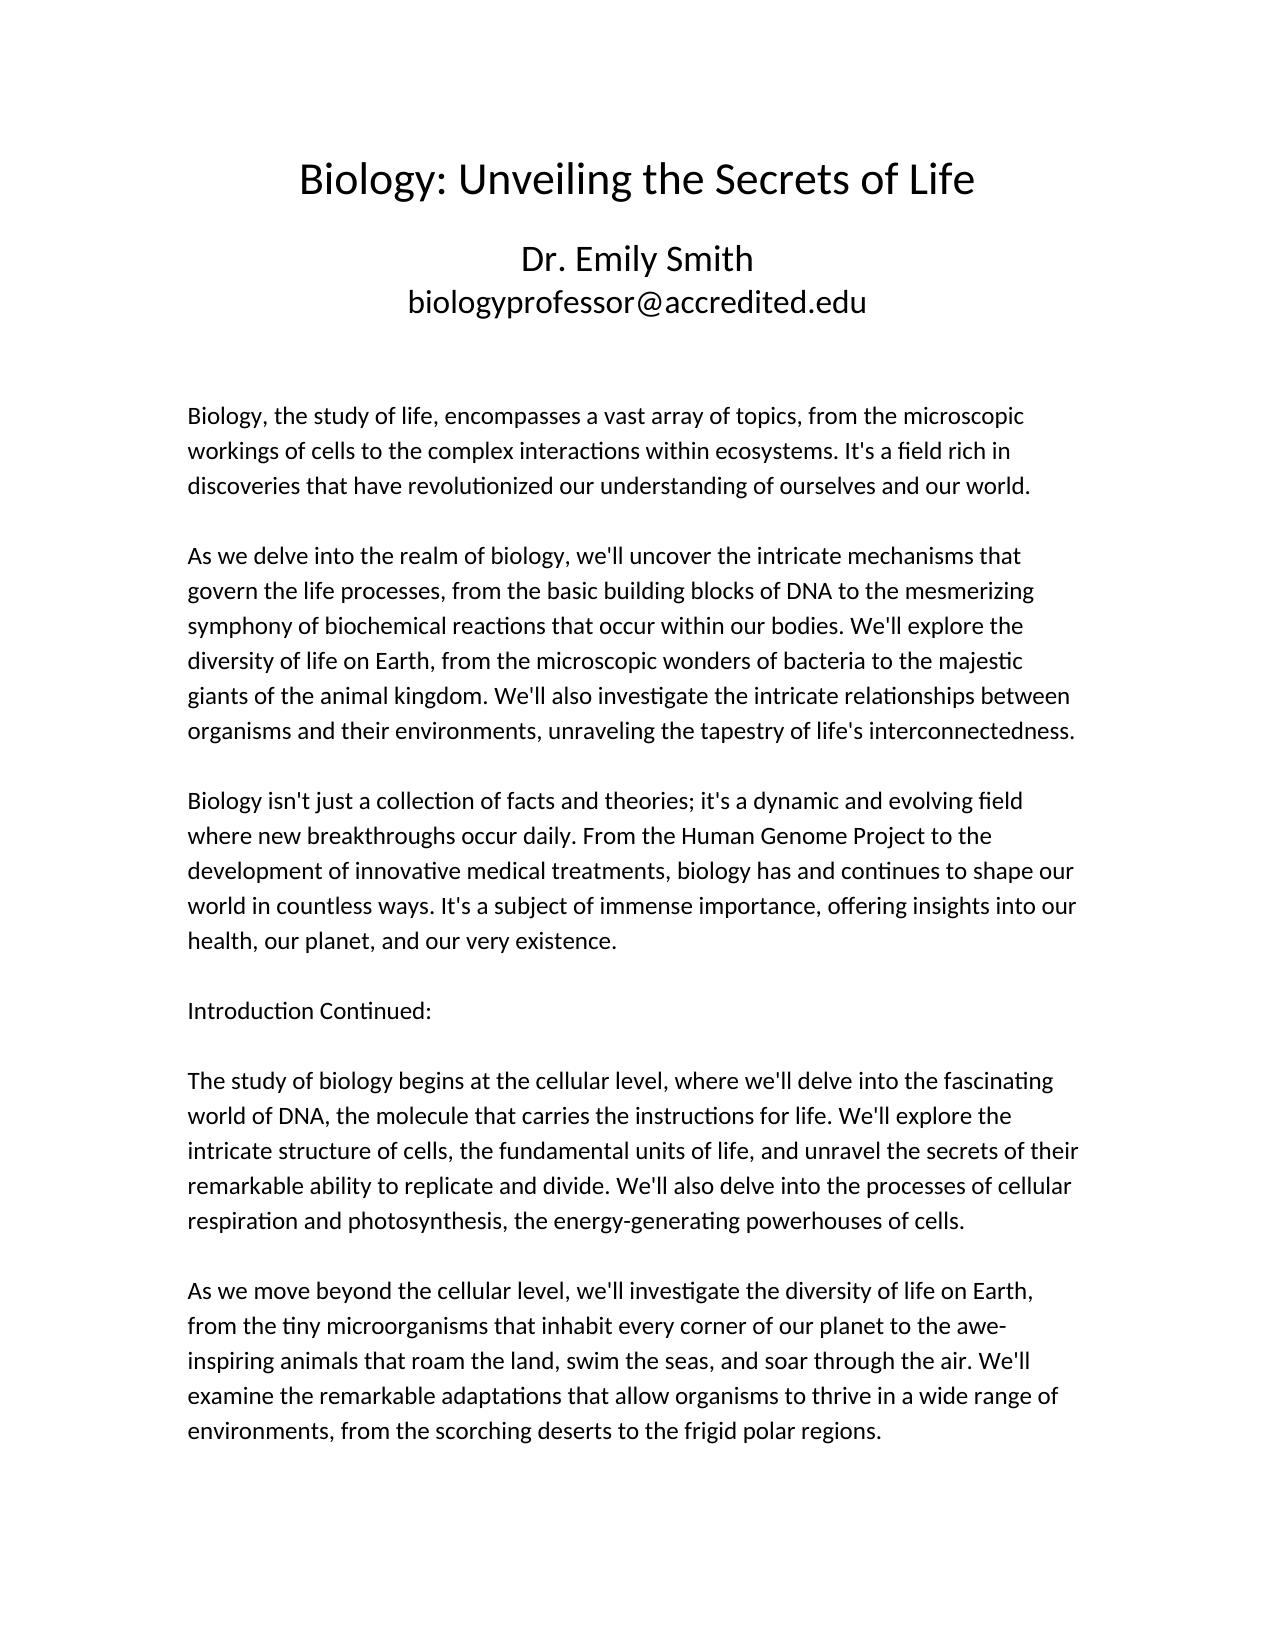 Biology: Unveiling the Secrets of Life
Dr. Emily Smith
biologyprofessor@accredited.edu
Biology, the study of life, encompasses a vast array of topics, from the microscopic
workings of cells to the complex interactions within ecosystems. It's a field rich in
discoveries that have revolutionized our understanding of ourselves and our world.
As we delve into the realm of biology, we'll uncover the intricate mechanisms that
govern the life processes, from the basic building blocks of DNA to the mesmerizing
symphony of biochemical reactions that occur within our bodies. We'll explore the
diversity of life on Earth, from the microscopic wonders of bacteria to the majestic
giants of the animal kingdom. We'll also investigate the intricate relationships between
organisms and their environments, unraveling the tapestry of life's interconnectedness.
Biology isn't just a collection of facts and theories; it's a dynamic and evolving field
where new breakthroughs occur daily. From the Human Genome Project to the
development of innovative medical treatments, biology has and continues to shape our
world in countless ways. It's a subject of immense importance, offering insights into our
health, our planet, and our very existence.
Introduction Continued:
The study of biology begins at the cellular level, where we'll delve into the fascinating
world of DNA, the molecule that carries the instructions for life. We'll explore the
intricate structure of cells, the fundamental units of life, and unravel the secrets of their
remarkable ability to replicate and divide. We'll also delve into the processes of cellular
respiration and photosynthesis, the energy-generating powerhouses of cells.
As we move beyond the cellular level, we'll investigate the diversity of life on Earth,
from the tiny microorganisms that inhabit every corner of our planet to the awe-
inspiring animals that roam the land, swim the seas, and soar through the air. We'll
examine the remarkable adaptations that allow organisms to thrive in a wide range of
environments, from the scorching deserts to the frigid polar regions.